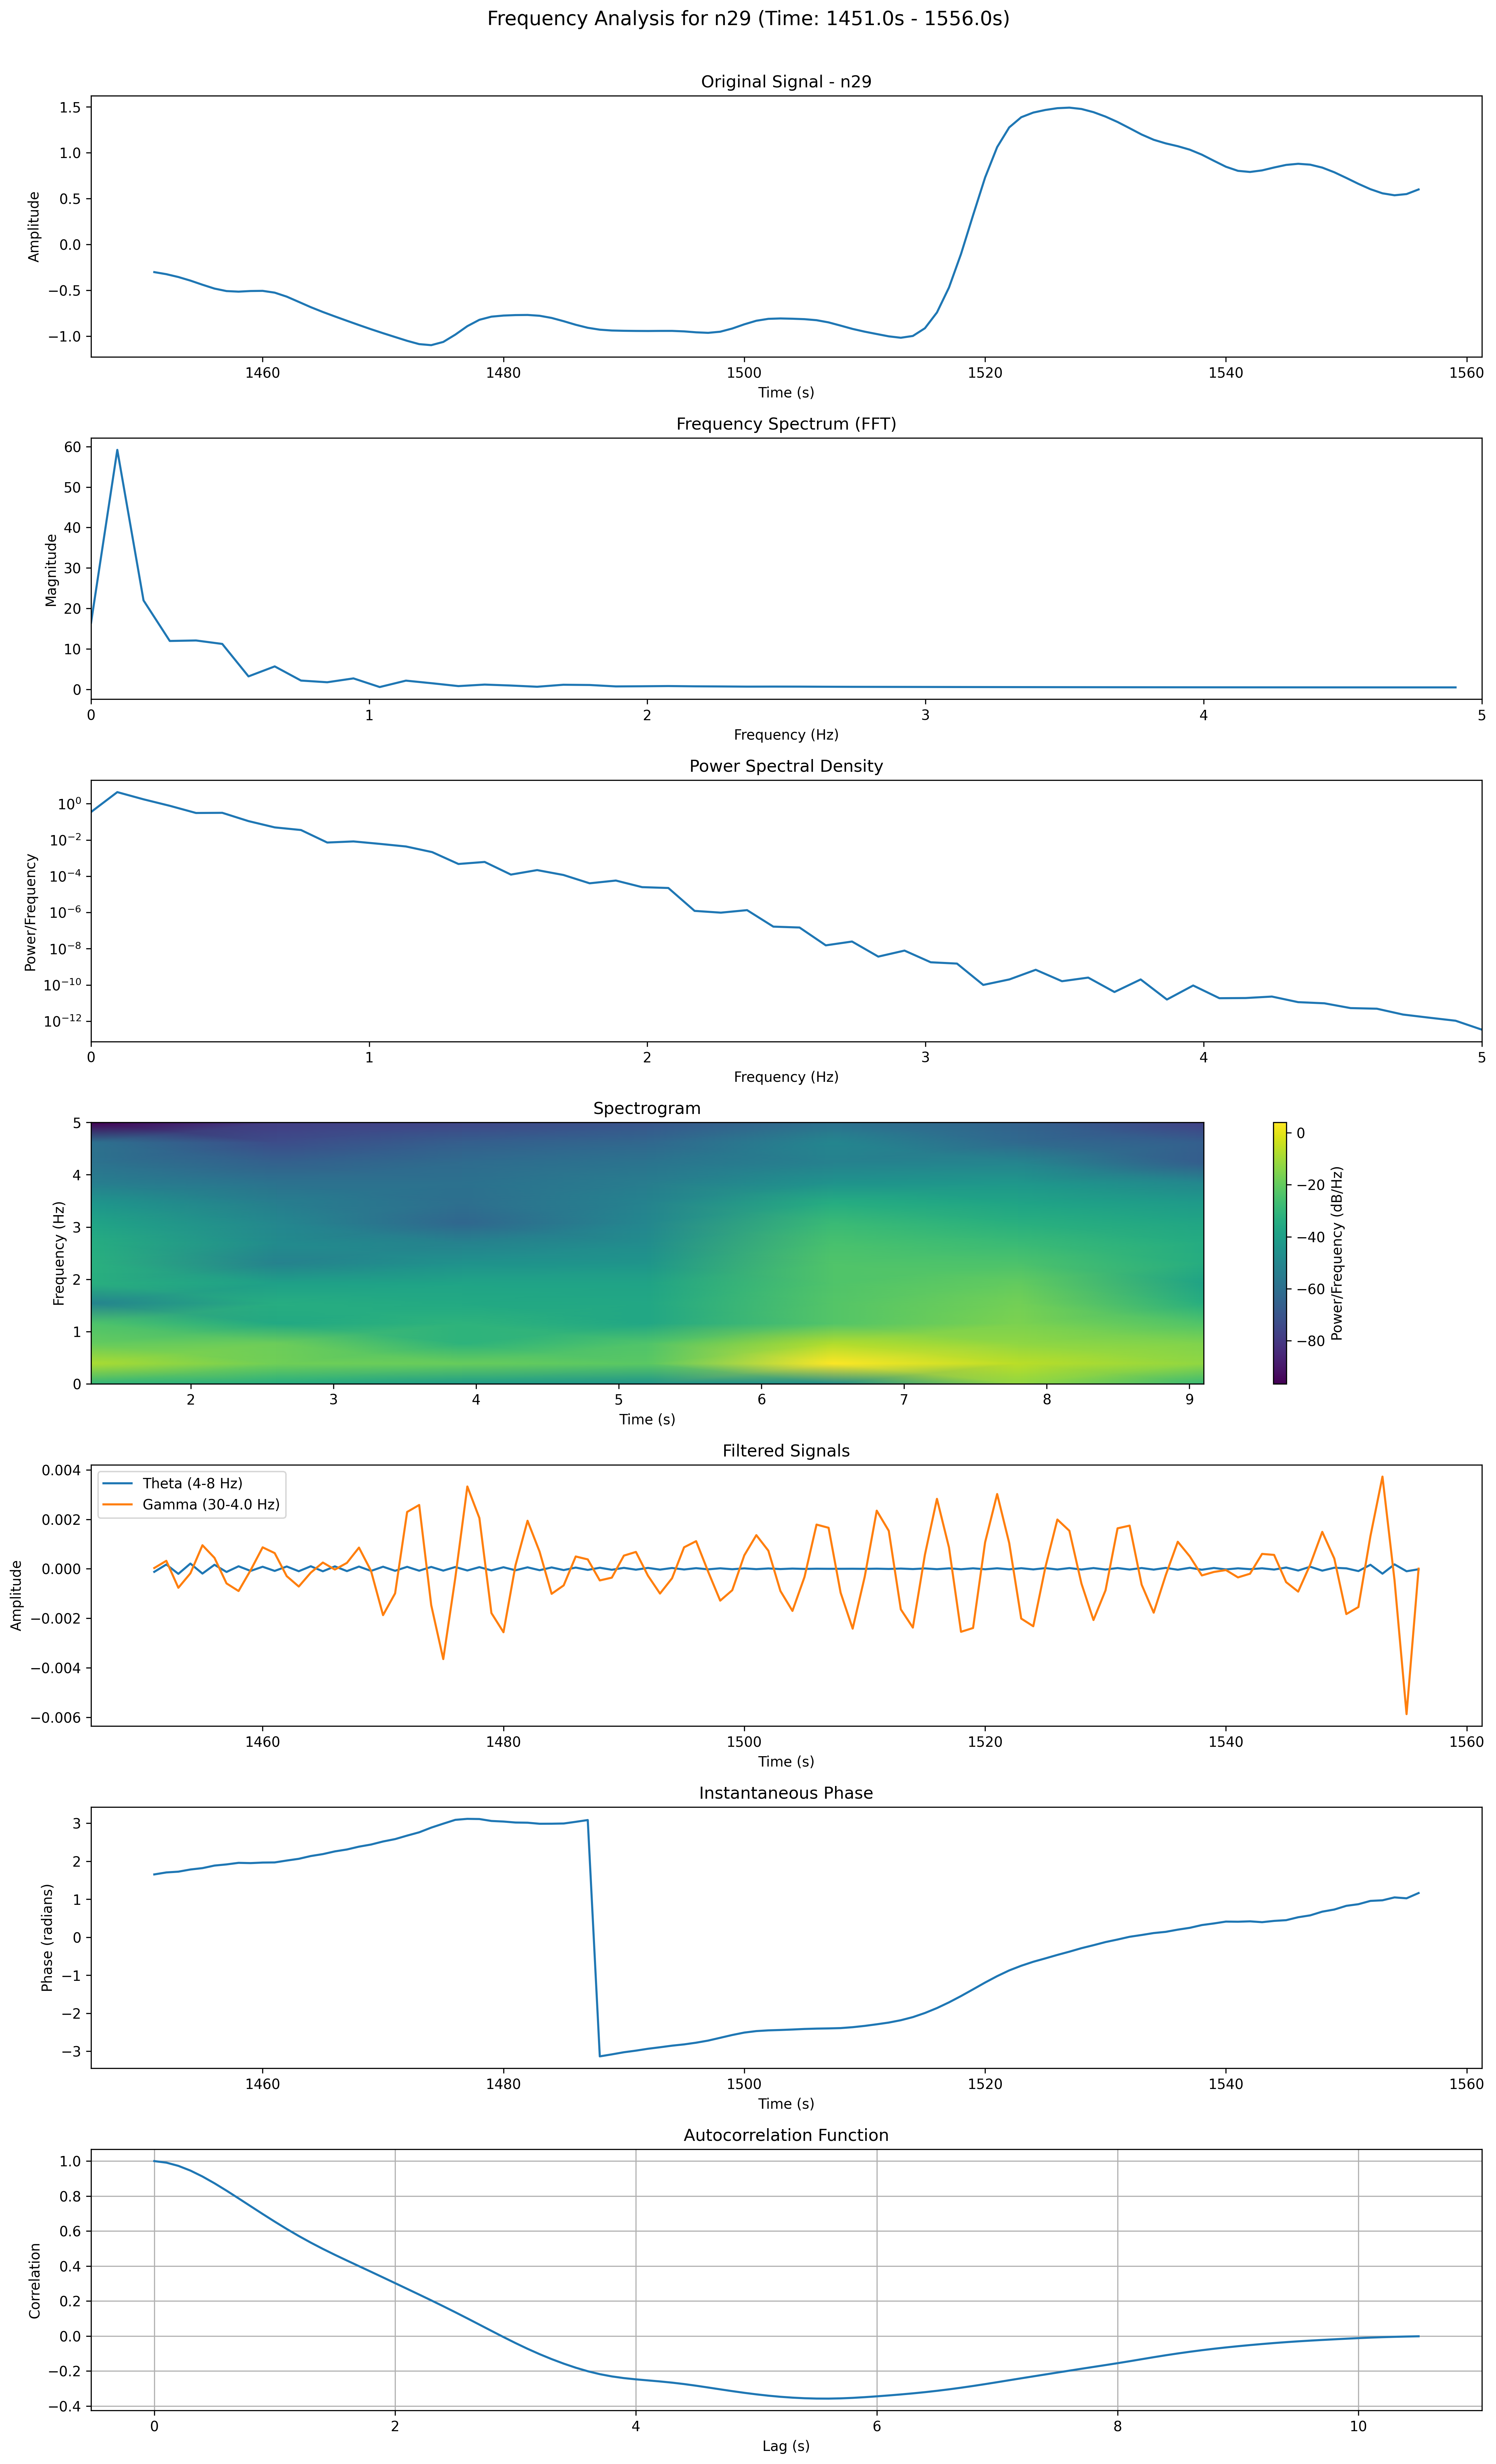 Frequency Analysis for n29 (Time: 1451.0s - 1556.0s)
Original Signal - n29
Amplitude
1.5
1.0
0.5
0.0
−0.5
−1.0
1460 1480 1500 1520 1540 1560
Time (s)
Frequency Spectrum (FFT)
Magnitude
60
50
40
30
20
10
0
0 1 2 3 4 5
Frequency (Hz)
Power Spectral Density
Power/Frequency
10⁰
10⁻²
10⁻⁴
10⁻⁶
10⁻⁸
10⁻¹⁰
10⁻¹²
0 1 2 3 4 5
Frequency (Hz)
Spectrogram
Frequency (Hz)
5
4
3
2
1
0
2 3 4 5 6 7 8 9
Time (s)
0
−20
−40
−60
−80
Power/Frequency (dB/Hz)
Filtered Signals
Theta (4-8 Hz)
Gamma (30-4.0 Hz)
Amplitude
0.004
0.002
0.000
−0.002
−0.004
−0.006
1460 1480 1500 1520 1540 1560
Time (s)
Instantaneous Phase
Phase (radians)
3
2
1
0
−1
−2
−3
1460 1480 1500 1520 1540 1560
Time (s)
Autocorrelation Function
Correlation
1.0
0.8
0.6
0.4
0.2
0.0
−0.2
−0.4
0 2 4 6 8 10
Lag (s)